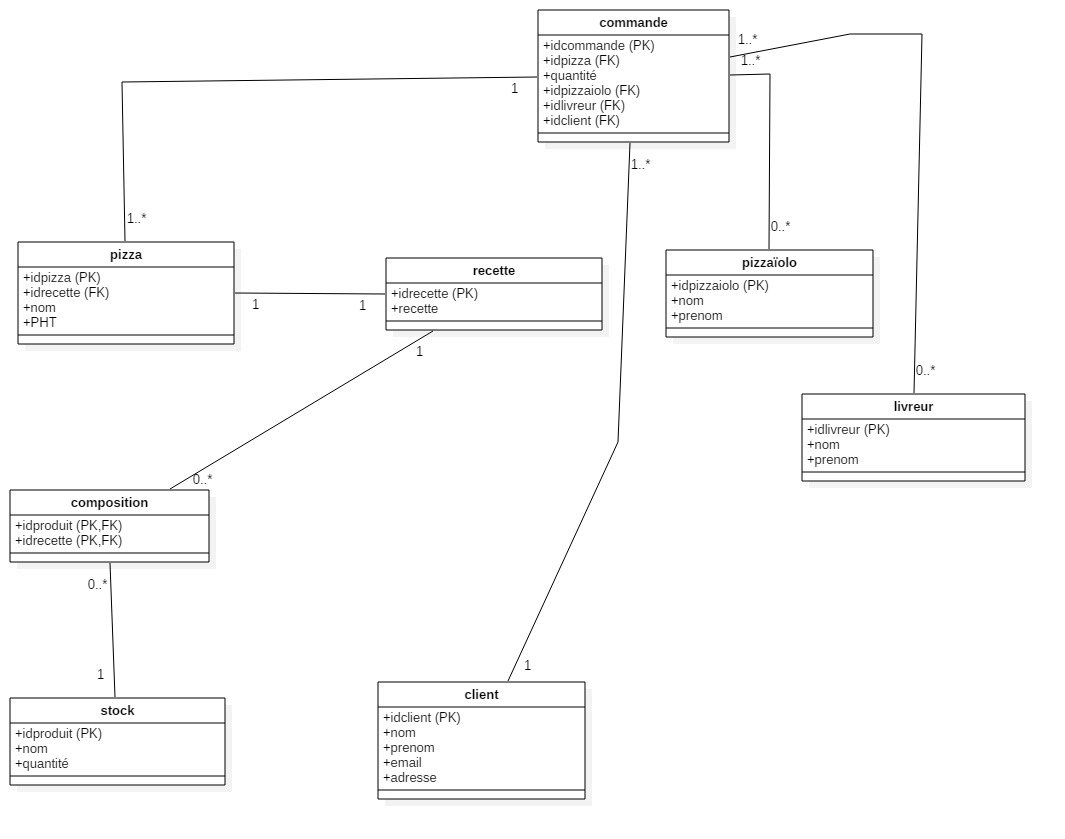 commande
+idcommande (PK)
+idpizza (FK)
+quantité
+idpizzaiolo (FK)
+idlivreur (FK)
+idclient (FK)
1..*
1..*
1
1..*
1..*
0..*
pizza
+idpizza (PK)
+idrecette (FK)
+nom
+PHT
1
1
recette
+idrecette (PK)
+recette
1
pizzaïolo
+idpizzaiolo (PK)
+nom
+prenom
0..*
livreur
+idlivreur (PK)
+nom
+prenom
0..*
composition
+idproduit (PK,FK)
+idrecette (PK,FK)
0..*
1
stock
+idproduit (PK)
+nom
+quantité
1
client
+idclient (PK)
+nom
+prenom
+email
+adresse